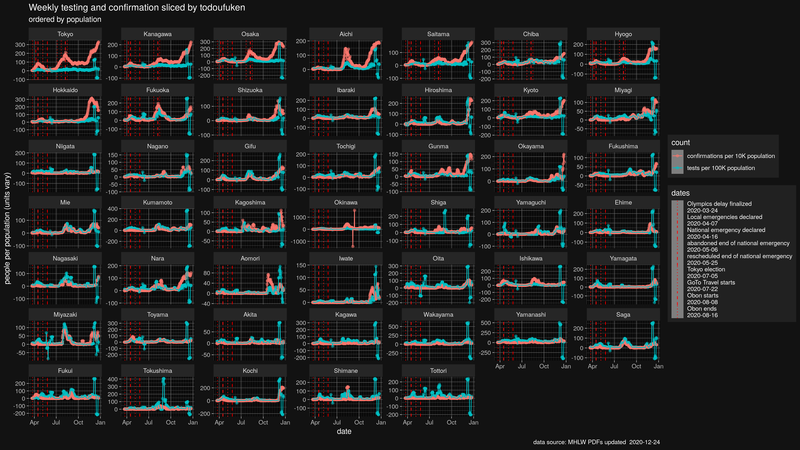 Weekly testing and confirmation sliced by todoufuken
ordered by population
Tokyo Kanagawa Osaka Aichi Saitama Chiba Hyogo
Hokkaido Fukuoka Shizuoka Ibaraki Hiroshima Kyoto Miyagi
Niigata Nagano Gifu Tochigi Gunma Okayama Fukushima
Mie Kumamoto Kagoshima Okinawa Shiga Yamaguchi Ehime
Nagasaki Nara Aomori Iwate Oita Ishikawa Yamagata
Miyazaki Toyama Akita Kagawa Wakayama Yamanashi Saga
Fukui Tokushima Kochi Shimane Tottori
Apr Jul Oct Jan
people per population (units vary)
date
count
confirmations per 10K population
tests per 100K population
dates
Olympics delay finalized
2020-03-24
Local emergencies declared
2020-04-07
National emergency declared
2020-04-16
abandoned end of national emergency
2020-05-06
rescheduled end of national emergency
2020-05-25
Tokyo election
2020-07-05
GoTo Travel starts
2020-07-22
Obon starts
2020-08-08
Obon ends
2020-08-16
data source: MHLW PDFs updated 2020-12-24